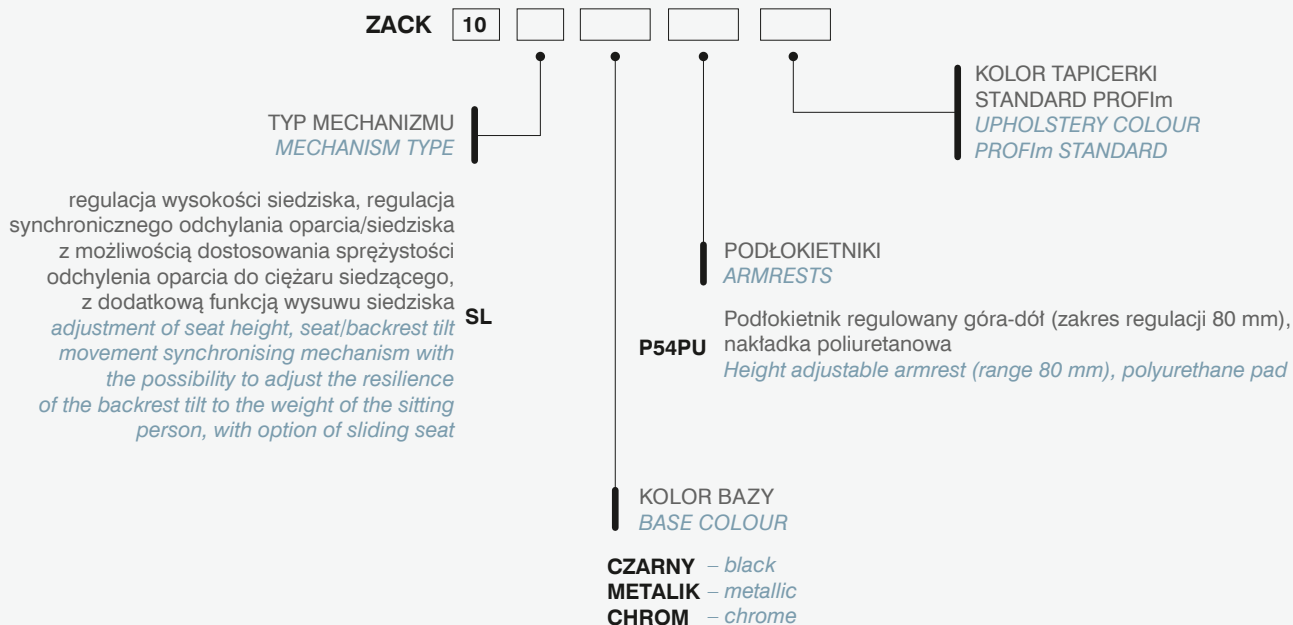 ZACK 10
KOLOR TAPICERKI
STANDARD PROFIm
UPHOLSTERY COLOUR
PROFIm STANDARD
TYP MECHANIZMU
MECHANISM TYPE
regulacja wysokości siedziska, regulacja
synchronicznego odchylania oparcia/siedziska
z możliwością dostosowania sprężystości
odchylenia oparcia do ciężaru siedzącego,
z dodatkową funkcją wysuwu siedziska
adjustment of seat height, seat/backrest tilt
movement synchronising mechanism with
the possibility to adjust the resilience
of the backrest tilt to the weight of the sitting
person, with option of sliding seat
SL
PODŁOKIETNIKI
ARMRESTS
P54PU
Podłokietnik regulowany góra-dół (zakres regulacji 80 mm),
nakładka poliuretanowa
Height adjustable armrest (range 80 mm), polyurethane pad
KOLOR BAZY
BASE COLOUR
CZARNY – black
METALIK – metallic
CHROM – chrome